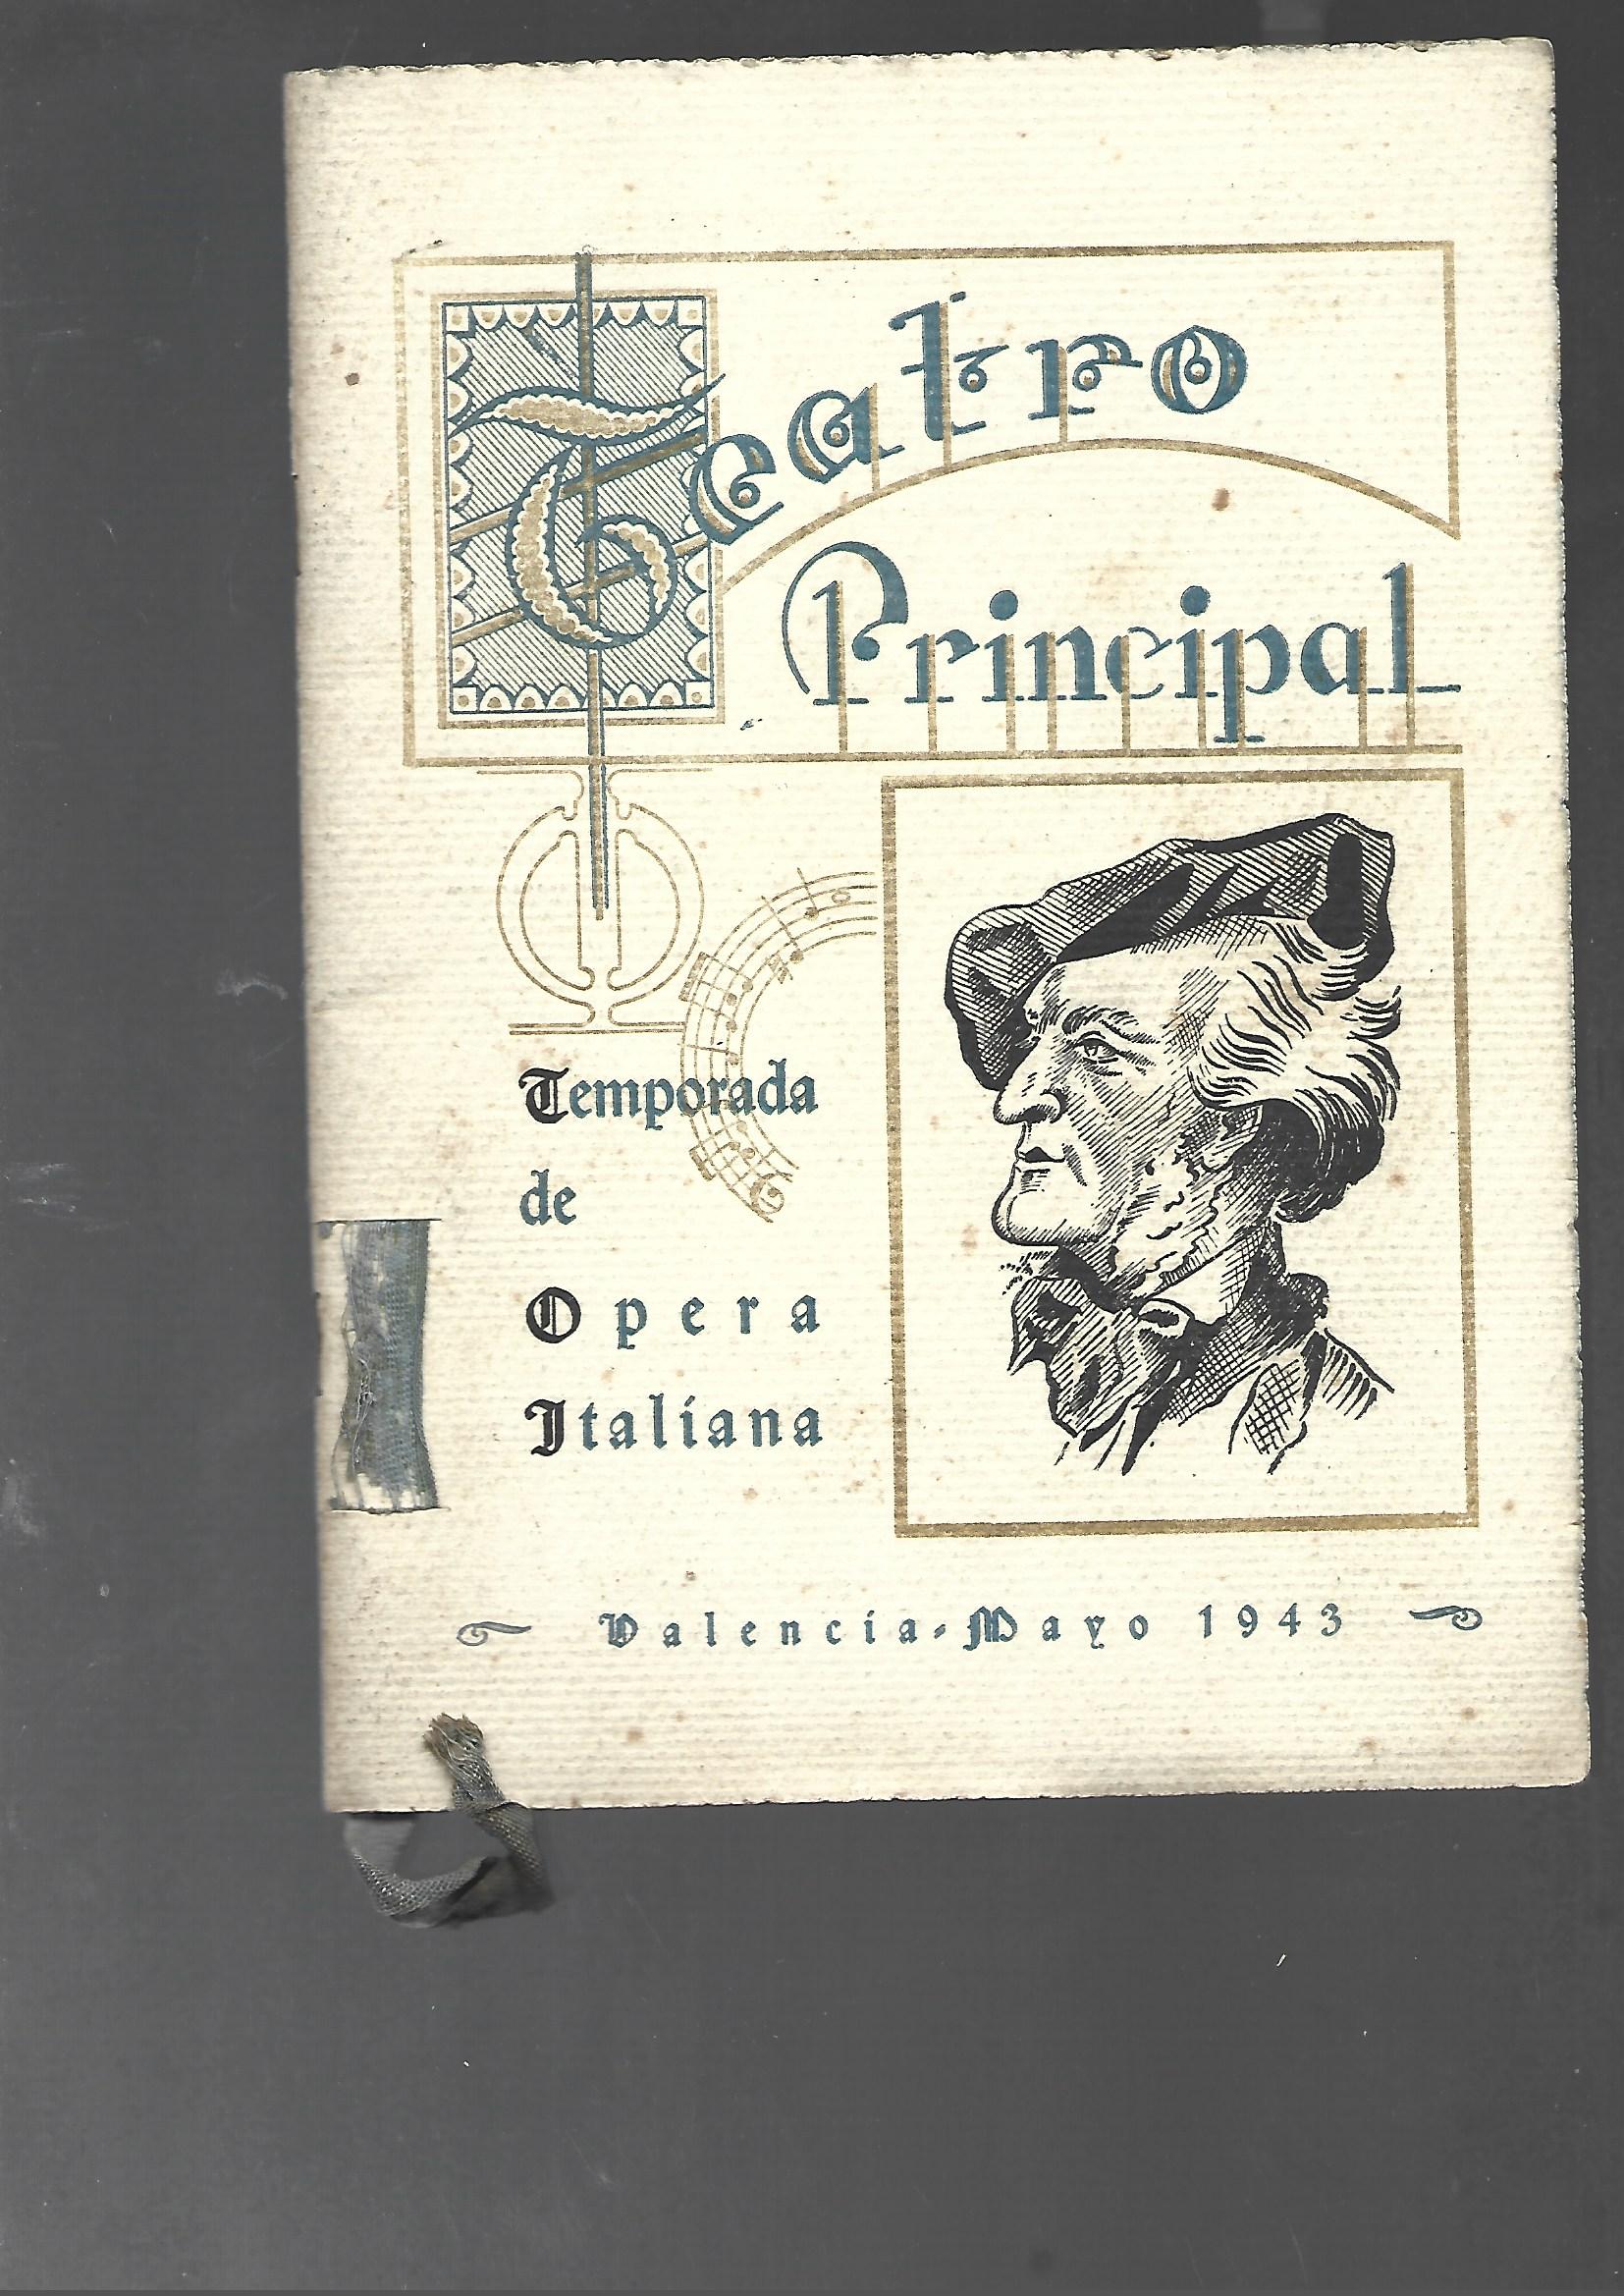 Teatro
Principal
Temporada
de
Opera
Italiana
Valencia-Mayo 1943